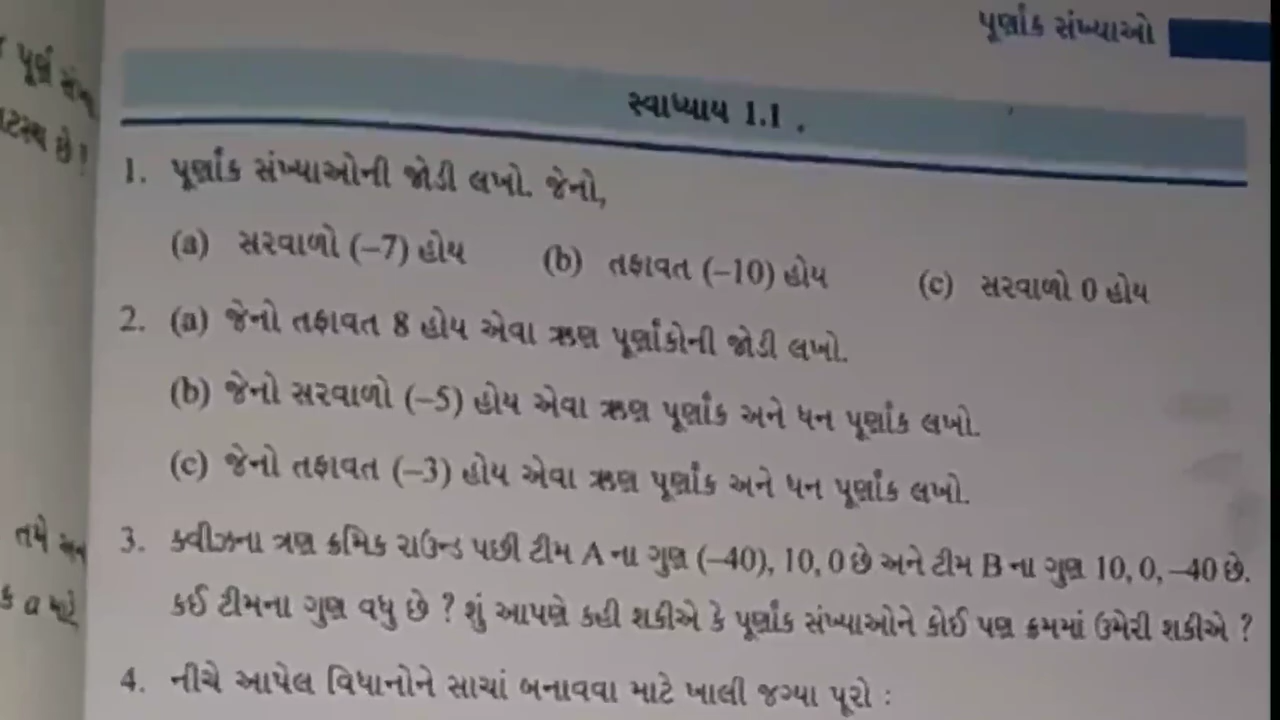 પૂર્ણાંક સંખ્યાઓ
સ્વાધ્યાય 1.1
1. પૂર્ણાંક સંખ્યાઓની જોડી લખો. જેનો,
(a) સરવાળો (–7) હોય (b) તફાવત (–10) હોય (c) સરવાળો 0 હોય
2. (a) જેનો તફાવત 8 હોય એવા ઋણ પૂર્ણાંકોની જોડી લખો.
(b) જેનો સરવાળો (–5) હોય એવા ઋણ પૂર્ણાંક અને ધન પૂર્ણાંક લખો.
(c) જેનો તફાવત (–3) હોય એવા ઋણ પૂર્ણાંક અને ધન પૂર્ણાંક લખો.
3. ક્વીઝના ત્રણ ક્રમિક રાઉન્ડ પછી ટીમ A ના ગુણ (–40), 10, 0 છે અને ટીમ B ના ગુણ 10, 0, –40 છે.
કઈ ટીમના ગુણ વધુ છે ? શું આપણે કહી શકીએ કે પૂર્ણાંક સંખ્યાઓને કોઈ પણ ક્રમમાં ઉમેરી શકીએ ?
4. નીચે આપેલ વિધાનોને સાચાં બનાવવા માટે ખાલી જગ્યા પૂરો :
પૂર્ણ
છે !
તમે
a માટે